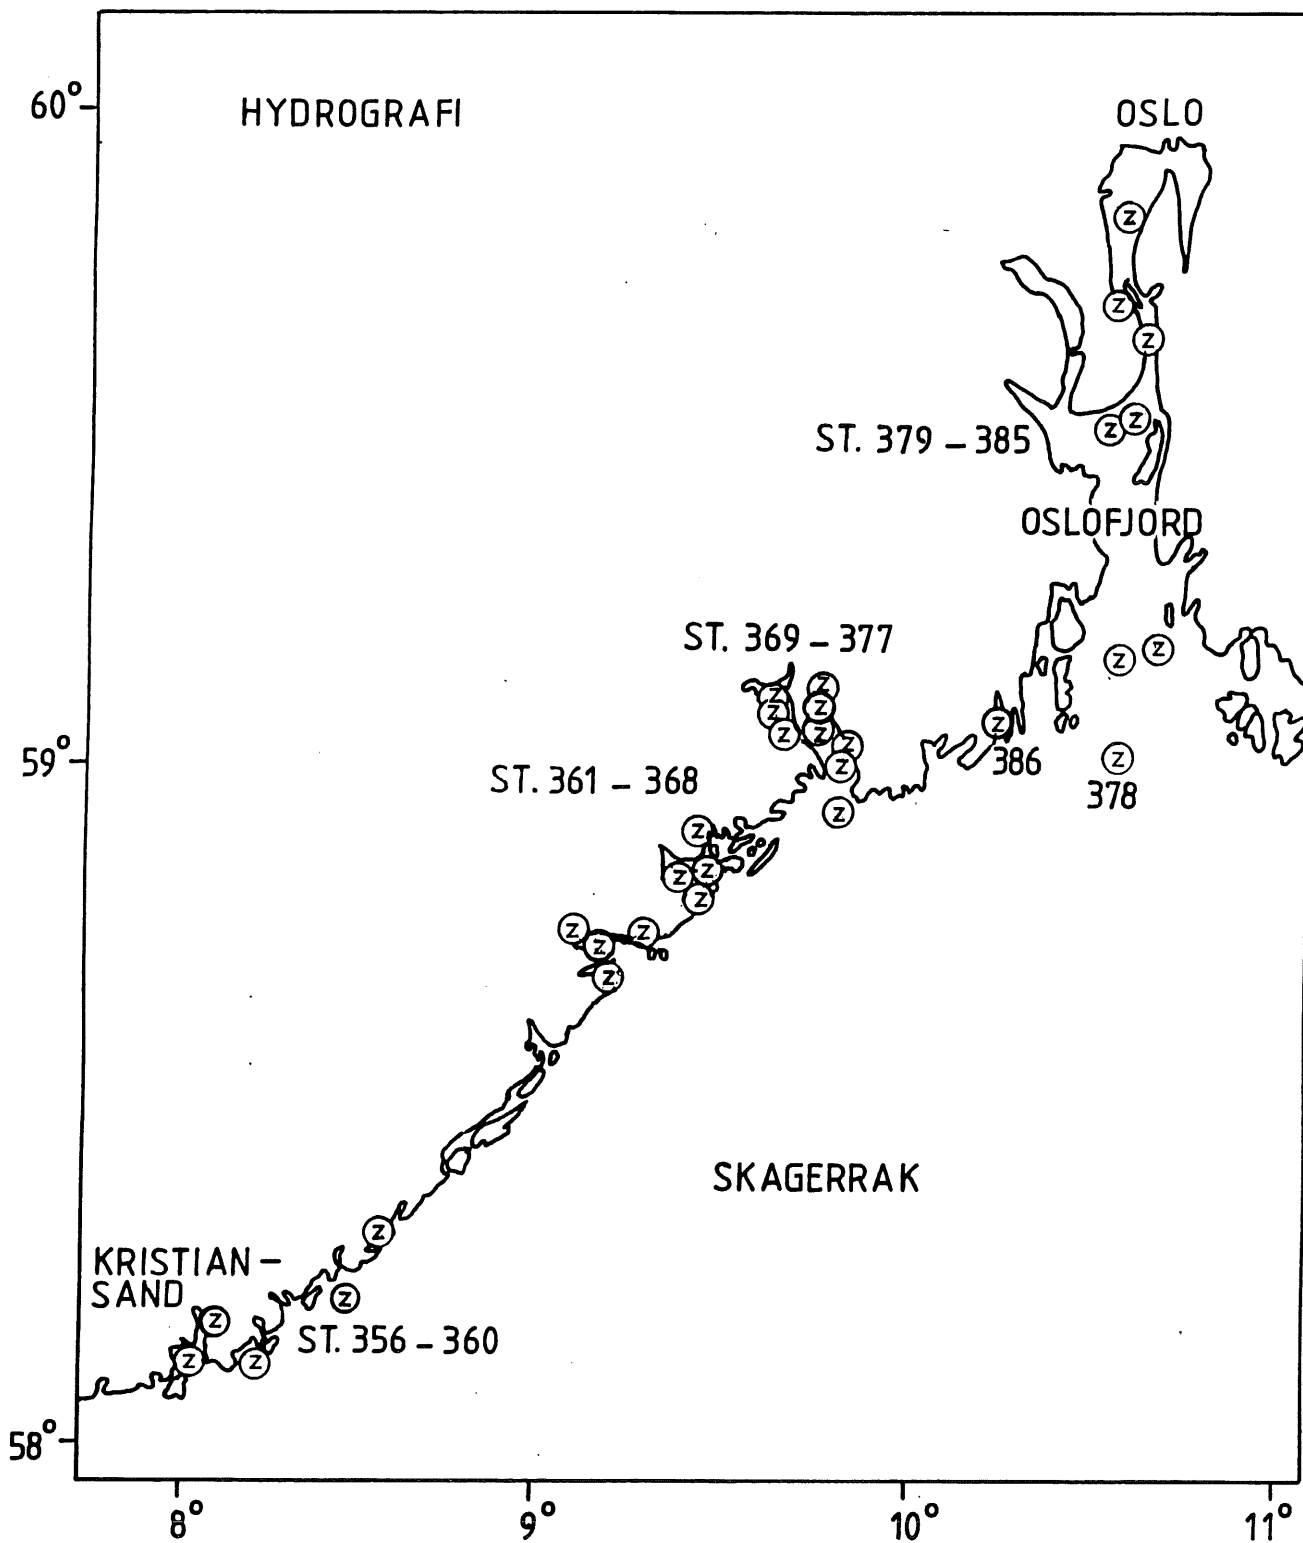 60°
HYDROGRAFI
OSLO
Z
Z
Z
Z Z
ST. 379 – 385
OSLOFJORD
ST. 369 – 377
Z Z
Z
Z Z
Z Z
Z Z
Z
Z
Z
386
59°
Z
378
ST. 361 – 368
Z
Z
Z Z
Z
Z Z
Z
Z
SKAGERRAK
Z
KRISTIAN –
SAND
Z
Z
ST. 356 – 360
Z Z
58°
8° 9° 10° 11°